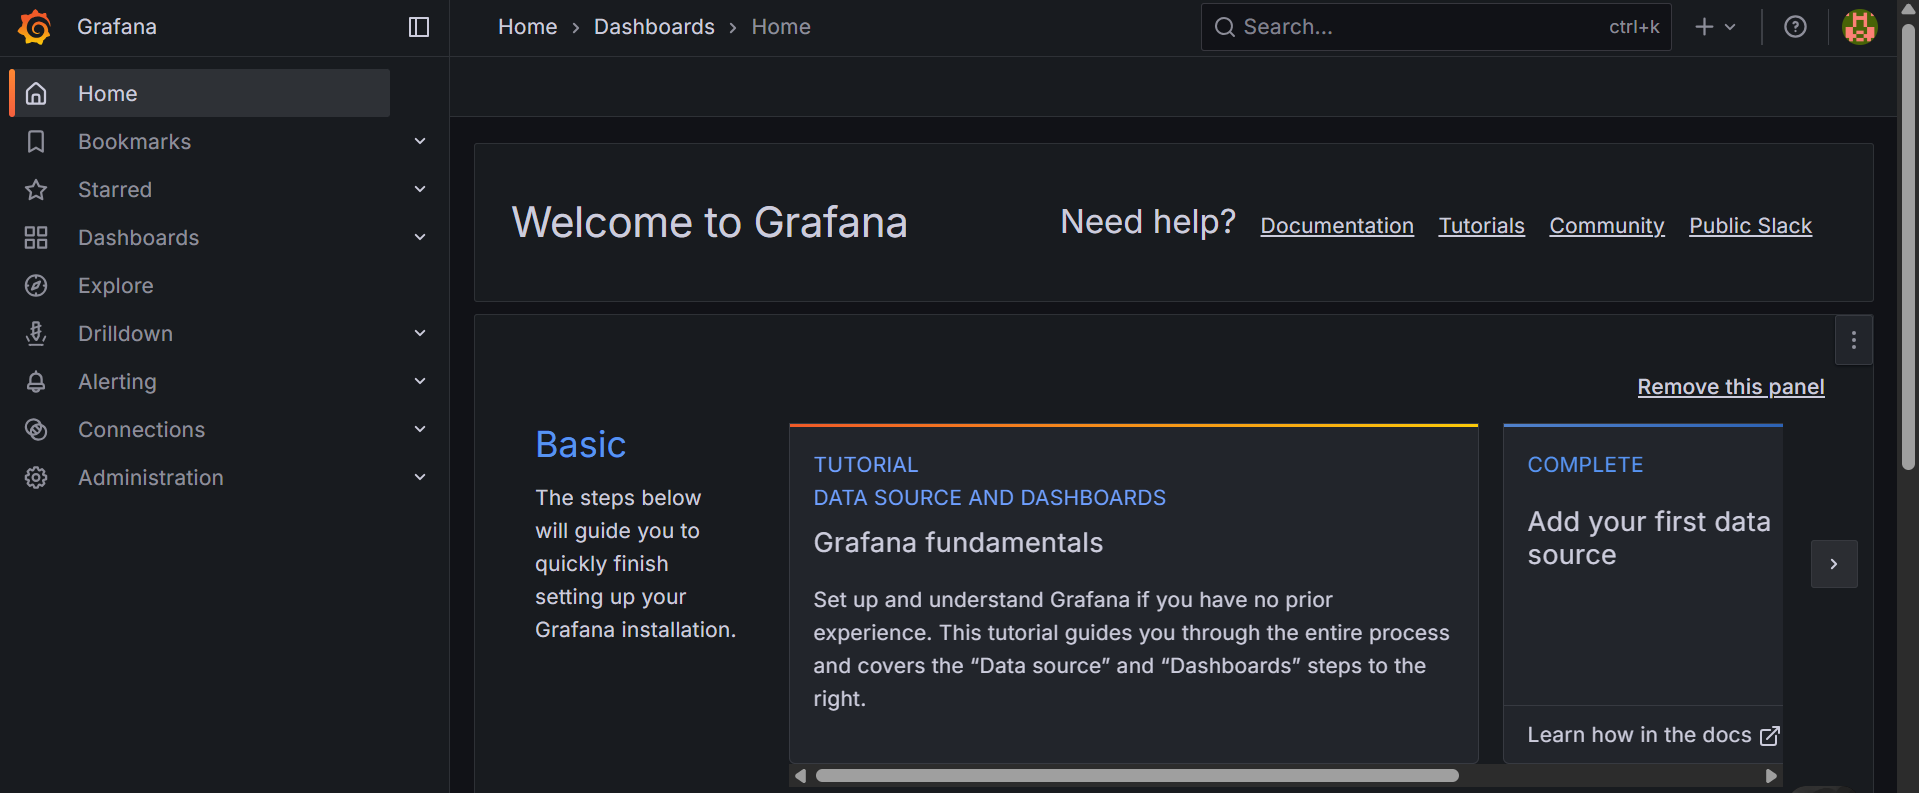 Grafana
Home > Dashboards > Home
Search...
ctrl+k
Home
Bookmarks
Starred
Dashboards
Explore
Drilldown
Alerting
Connections
Administration
Welcome to Grafana
Need help?
Documentation
Tutorials
Community
Public Slack
Remove this panel
Basic
The steps below
will guide you to
quickly finish
setting up your
Grafana installation.
TUTORIAL
DATA SOURCE AND DASHBOARDS
Grafana fundamentals
Set up and understand Grafana if you have no prior
experience. This tutorial guides you through the entire process
and covers the “Data source” and “Dashboards” steps to the
right.
COMPLETE
Add your first data
source
Learn how in the docs